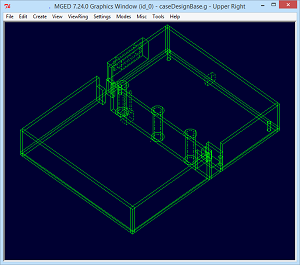 MGED 7.24.0 Graphics Window (id_0) - caseDesignBase.g - Upper Right
File Edit Create View ViewRing Settings Modes Misc Tools Help